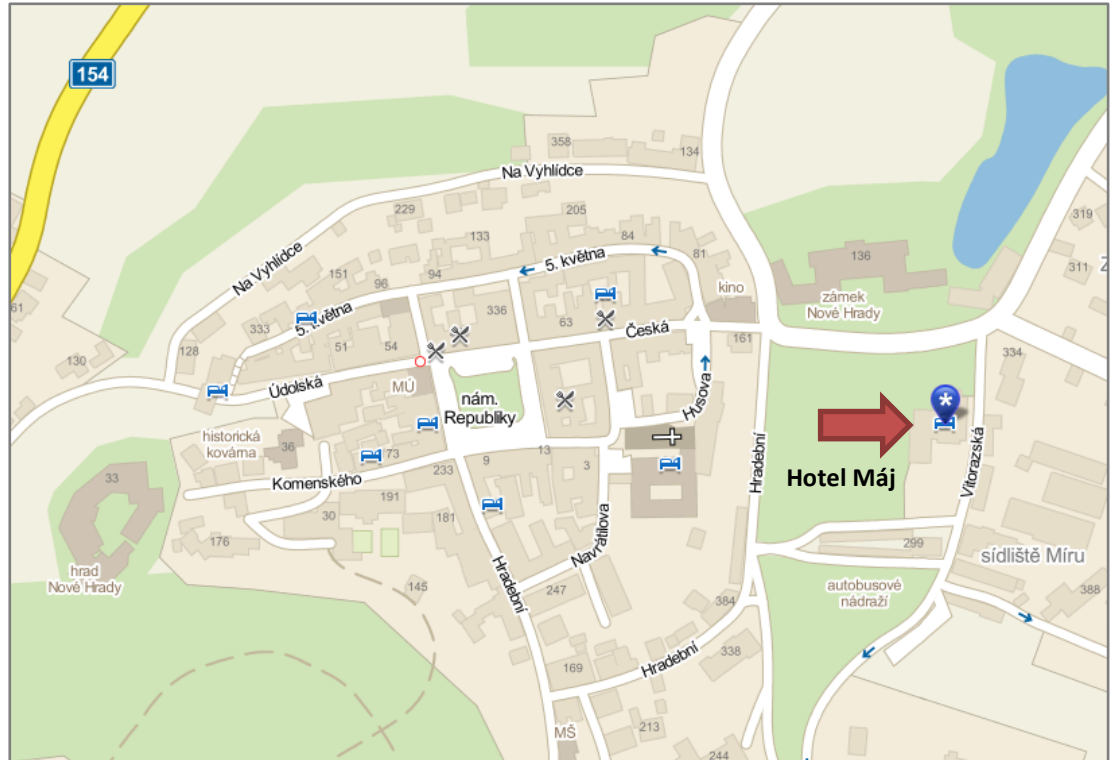 154
358
134
Na Vyhlídce
229
205
319
133
84
81
136
311
5. května
Na Vyhlídce
151
94
96
kino
zámek
Nové Hrady
61
336
5. května
333
63
Česká
51
54
161
128
334
130
Údolská
MÚ
nám.
Republiky
Husova
historická
kovárna
36
73
13
Hradební
Hotel Máj
Vitorazská
33
Komenského
233
9
3
191
30
181
176
Navrátilova
299
sídliště Míru
hrad
Nové Hrady
Hradební
145
247
autobusové
nádraží
388
384
338
Hradební
169
MŠ
213
244